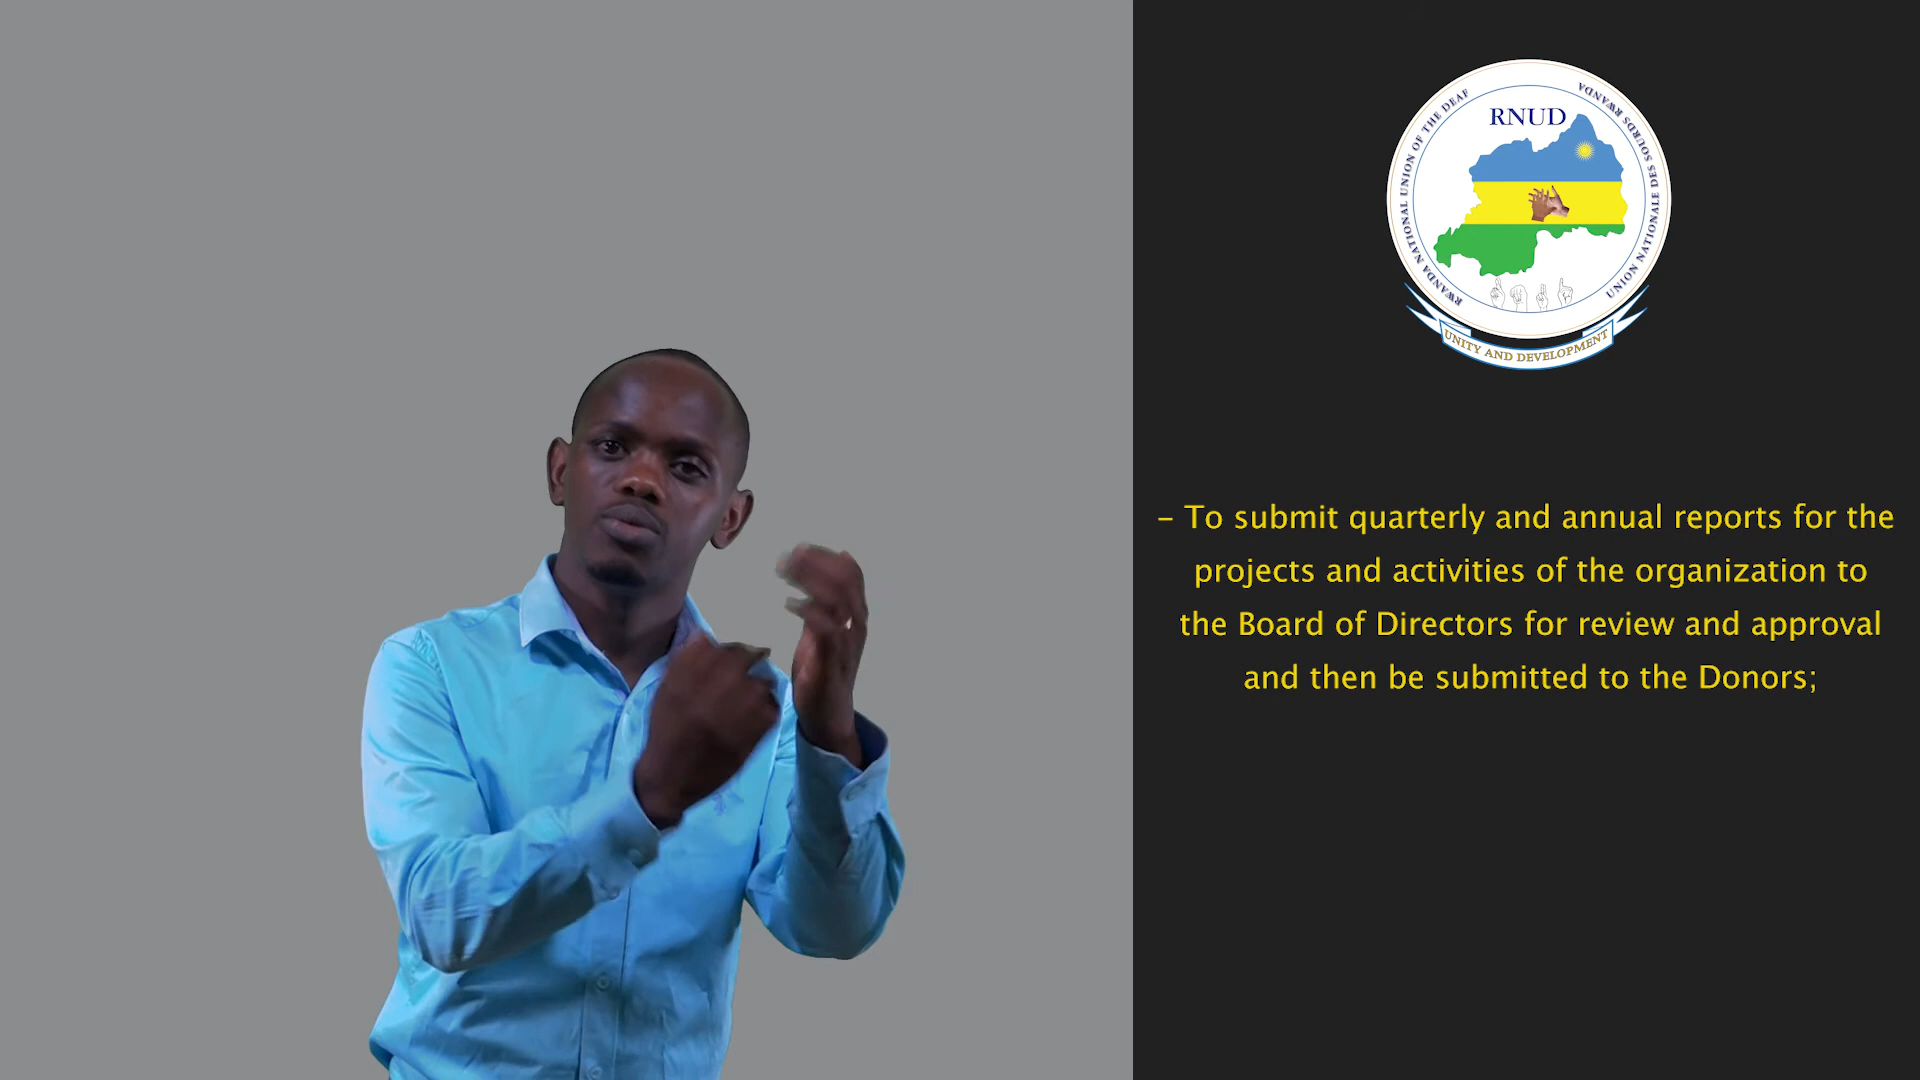 RNUD
RWANDA NATIONAL UNION OF THE DEAF
UNION NATIONALE DES SOURDS RWANDA
UNITY AND DEVELOPMENT
– To submit quarterly and annual reports for the
projects and activities of the organization to
the Board of Directors for review and approval
and then be submitted to the Donors;